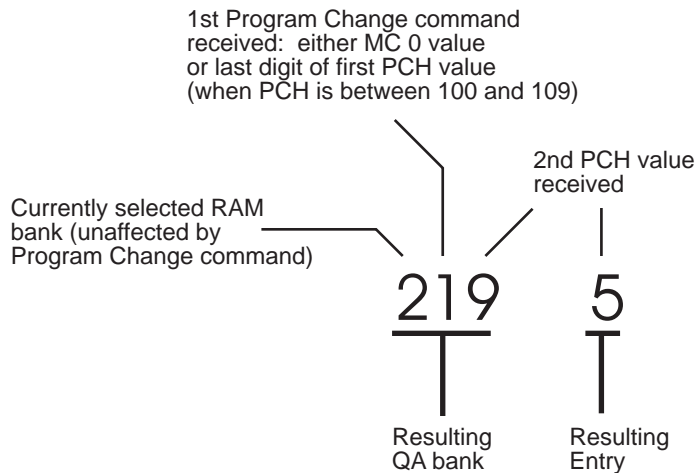 1st Program Change command
received:  either MC 0 value
or last digit of first PCH value
(when PCH is between 100 and 109)
2nd PCH value
received
Currently selected RAM
bank (unaffected by
Program Change command)
219 5
Resulting
QA bank
Resulting
Entry